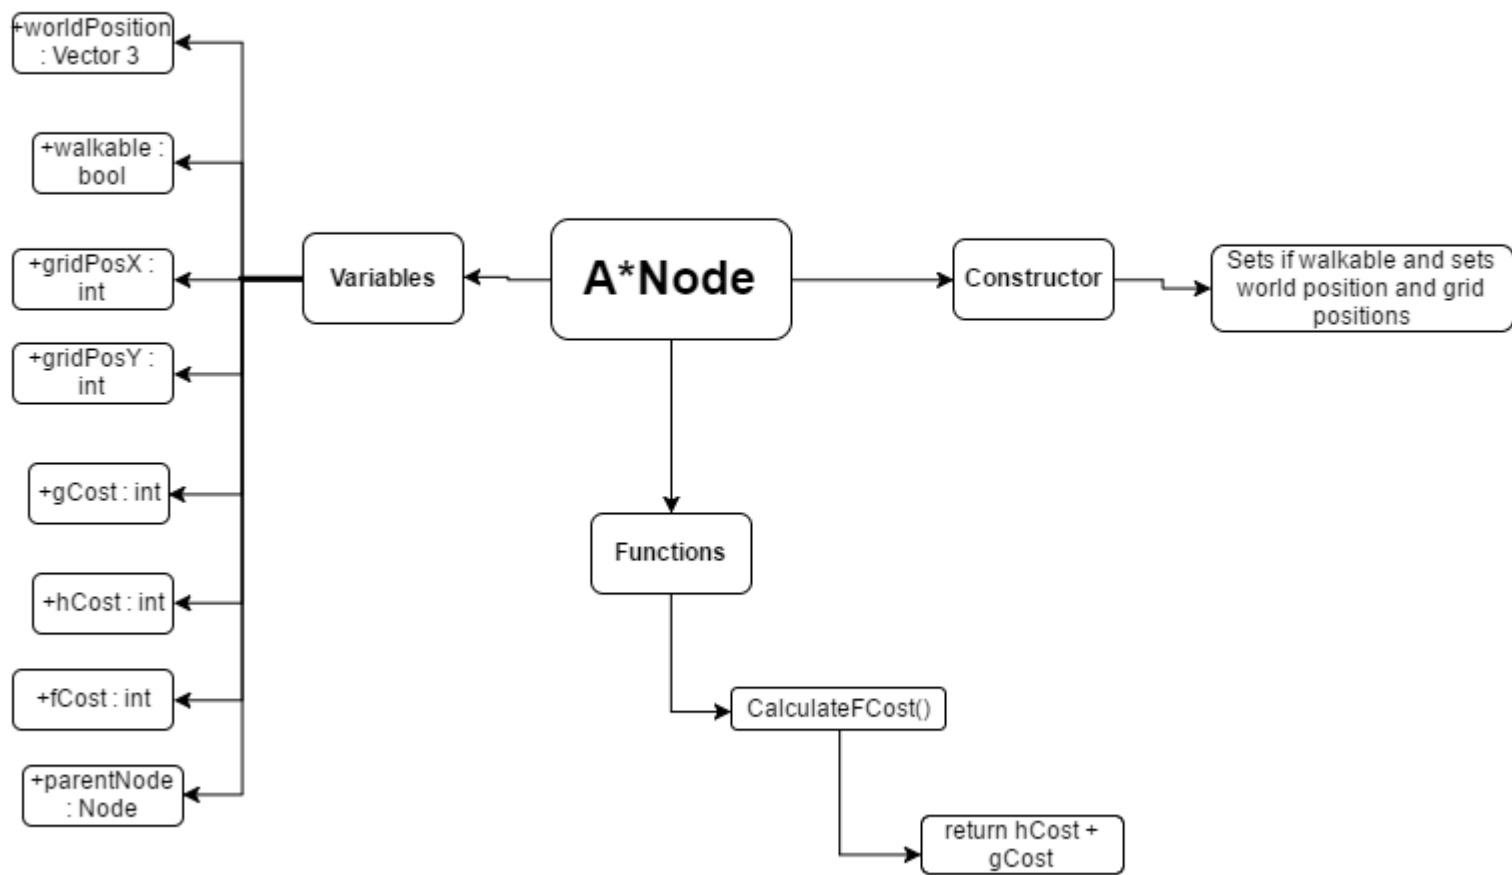 +worldPosition
: Vector 3
+walkable :
bool
+gridPosX :
int
+gridPosY :
int
+gCost : int
+hCost : int
+fCost : int
+parentNode
: Node
Variables
A*Node
Functions
CalculateFCost()
return hCost +
gCost
Constructor
Sets if walkable and sets
world position and grid
positions